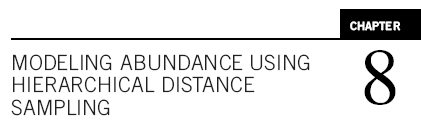 CHAPTER
MODELING ABUNDANCE USING
HIERARCHICAL DISTANCE
SAMPLING
8